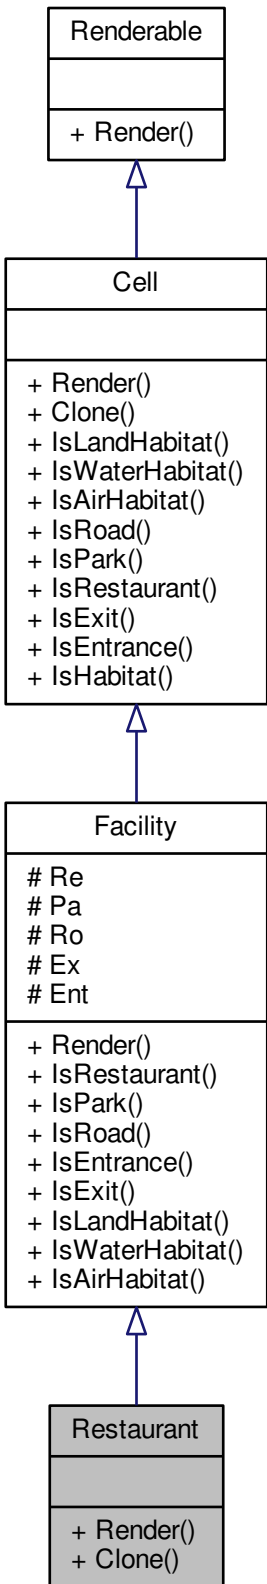 Renderable
+ Render()
Cell
+ Render()
+ Clone()
+ IsLandHabitat()
+ IsWaterHabitat()
+ IsAirHabitat()
+ IsRoad()
+ IsPark()
+ IsRestaurant()
+ IsExit()
+ IsEntrance()
+ IsHabitat()
Facility
# Re
# Pa
# Ro
# Ex
# Ent
+ Render()
+ IsRestaurant()
+ IsPark()
+ IsRoad()
+ IsEntrance()
+ IsExit()
+ IsLandHabitat()
+ IsWaterHabitat()
+ IsAirHabitat()
Restaurant
+ Render()
+ Clone()